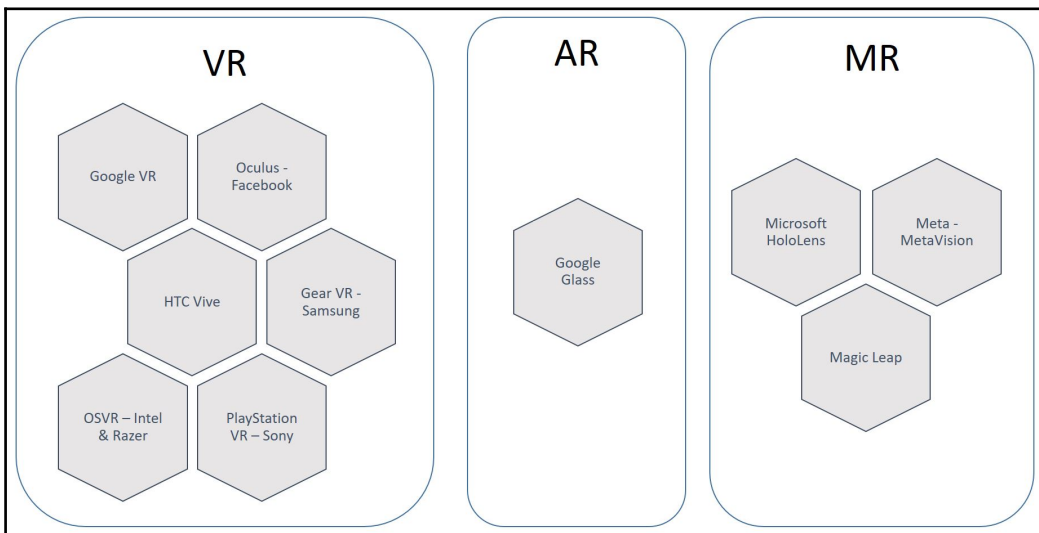 VR
Google VR
Oculus -
Facebook
HTC Vive
Gear VR -
Samsung
OSVR – Intel
& Razer
PlayStation
VR – Sony
AR
Google
Glass
MR
Microsoft
HoloLens
Meta -
MetaVision
Magic Leap